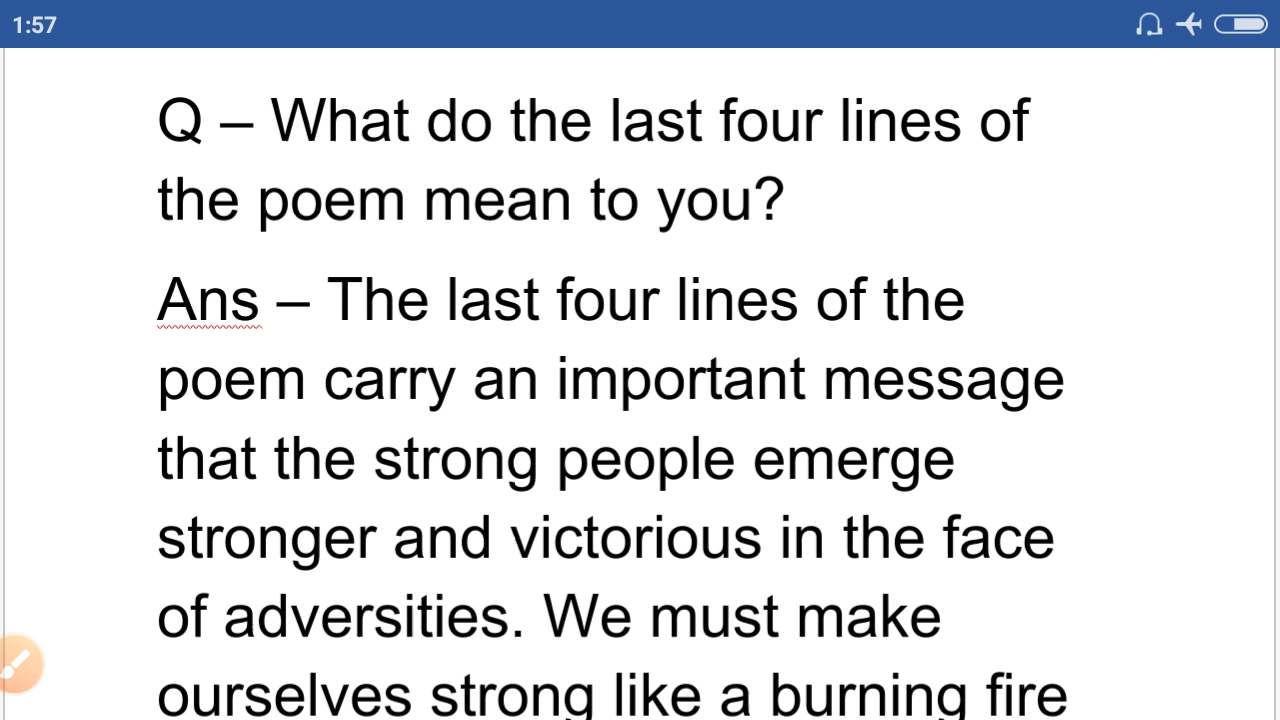 1:57
Q – What do the last four lines of
the poem mean to you?
Ans – The last four lines of the
poem carry an important message
that the strong people emerge
stronger and victorious in the face
of adversities. We must make
ourselves strong like a burning fire